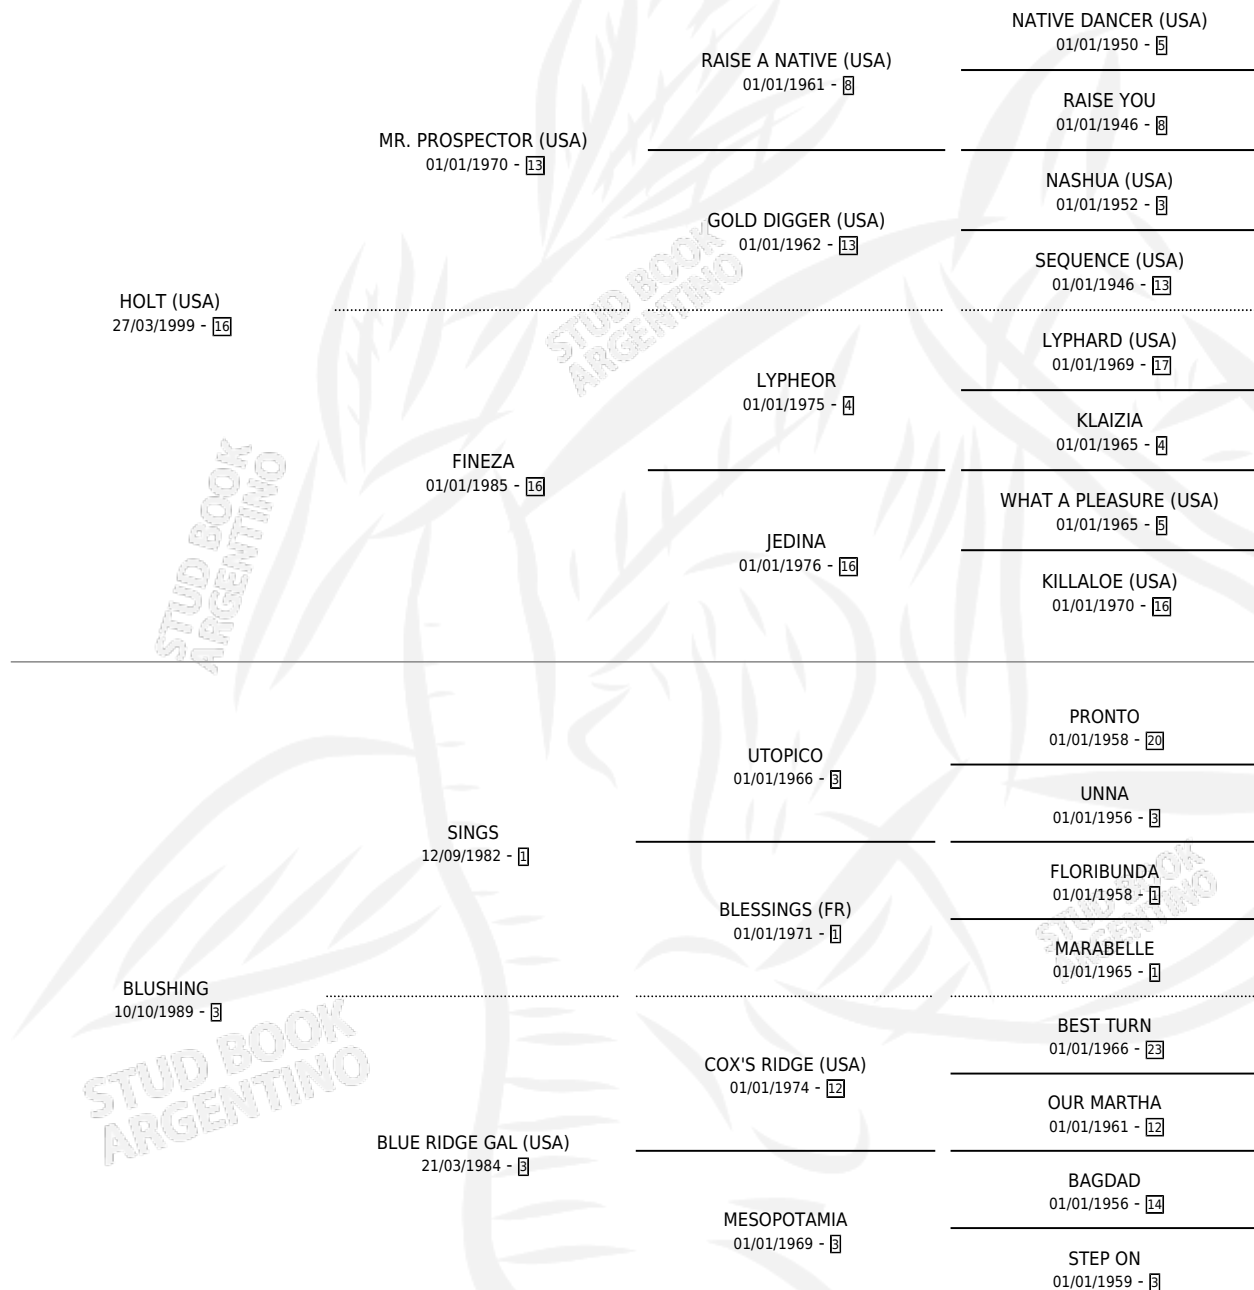 NATIVE DANCER (USA)
01/01/1950 - 5
RAISE A NATIVE (USA)
01/01/1961 - 8
RAISE YOU
01/01/1946 - 8
MR. PROSPECTOR (USA)
01/01/1970 - 13
NASHUA (USA)
01/01/1952 - 3
GOLD DIGGER (USA)
01/01/1962 - 13
SEQUENCE (USA)
01/01/1946 - 13
HOLT (USA)
27/03/1999 - 16
LYPHARD (USA)
01/01/1969 - 17
LYPHEOR
01/01/1975 - 4
KLAIZIA
01/01/1965 - 4
FINEZA
01/01/1985 - 16
WHAT A PLEASURE (USA)
01/01/1965 - 5
JEDINA
01/01/1976 - 16
KILLALOE (USA)
01/01/1970 - 16
PRONTO
01/01/1958 - 20
UTOPICO
01/01/1966 - 3
UNNA
01/01/1956 - 3
SINGS
12/09/1982 - 1
FLORIBUNDA
01/01/1958 - 1
BLESSINGS (FR)
01/01/1971 - 1
MARABELLE
01/01/1965 - 1
BLUSHING
10/10/1989 - 3
BEST TURN
01/01/1966 - 23
COX'S RIDGE (USA)
01/01/1974 - 12
OUR MARTHA
01/01/1961 - 12
BLUE RIDGE GAL (USA)
21/03/1984 - 3
BAGDAD
01/01/1956 - 14
MESOPOTAMIA
01/01/1969 - 3
STEP ON
01/01/1959 - 3
STUD BOOK
ARGENTINO
STUD BOOK
ARGENTINO
STUD BOOK
ARGENTINO
STUD BOOK
ARGENTINO